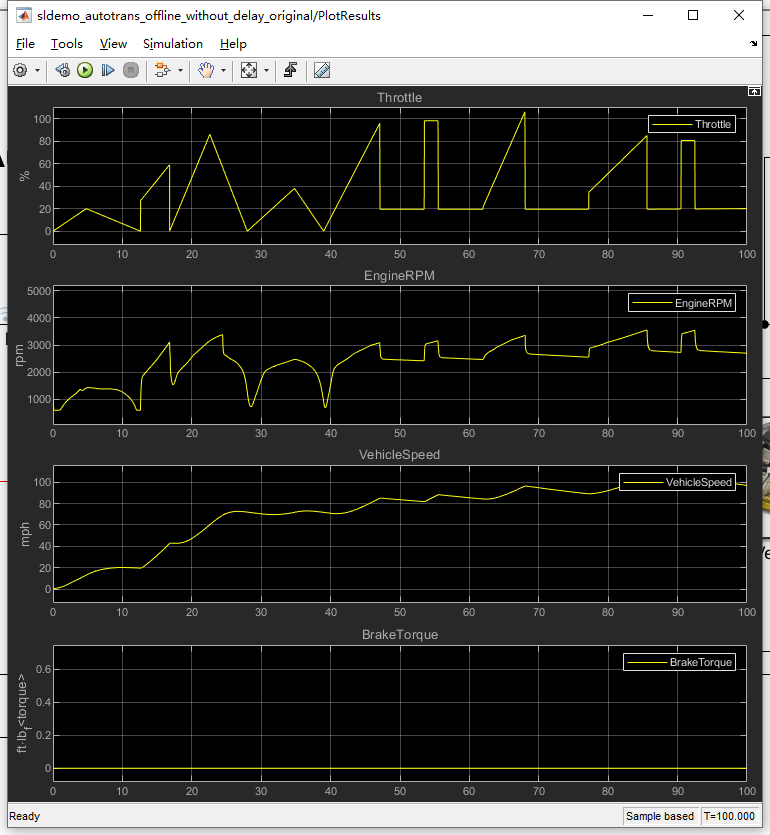 sldemo_autotrans_offline_without_delay_original/PlotResults
File Tools View Simulation Help
Throttle
Throttle
%
100
80
60
40
20
0
0 10 20 30 40 50 60 70 80 90 100
EngineRPM
EngineRPM
rpm
5000
4000
3000
2000
1000
0 10 20 30 40 50 60 70 80 90 100
VehicleSpeed
VehicleSpeed
mph
100
80
60
40
20
0
0 10 20 30 40 50 60 70 80 90 100
BrakeTorque
BrakeTorque
ft·lb_f<torque>
0.6
0.4
0.2
0
0 10 20 30 40 50 60 70 80 90 100
Ready Sample based T=100.000